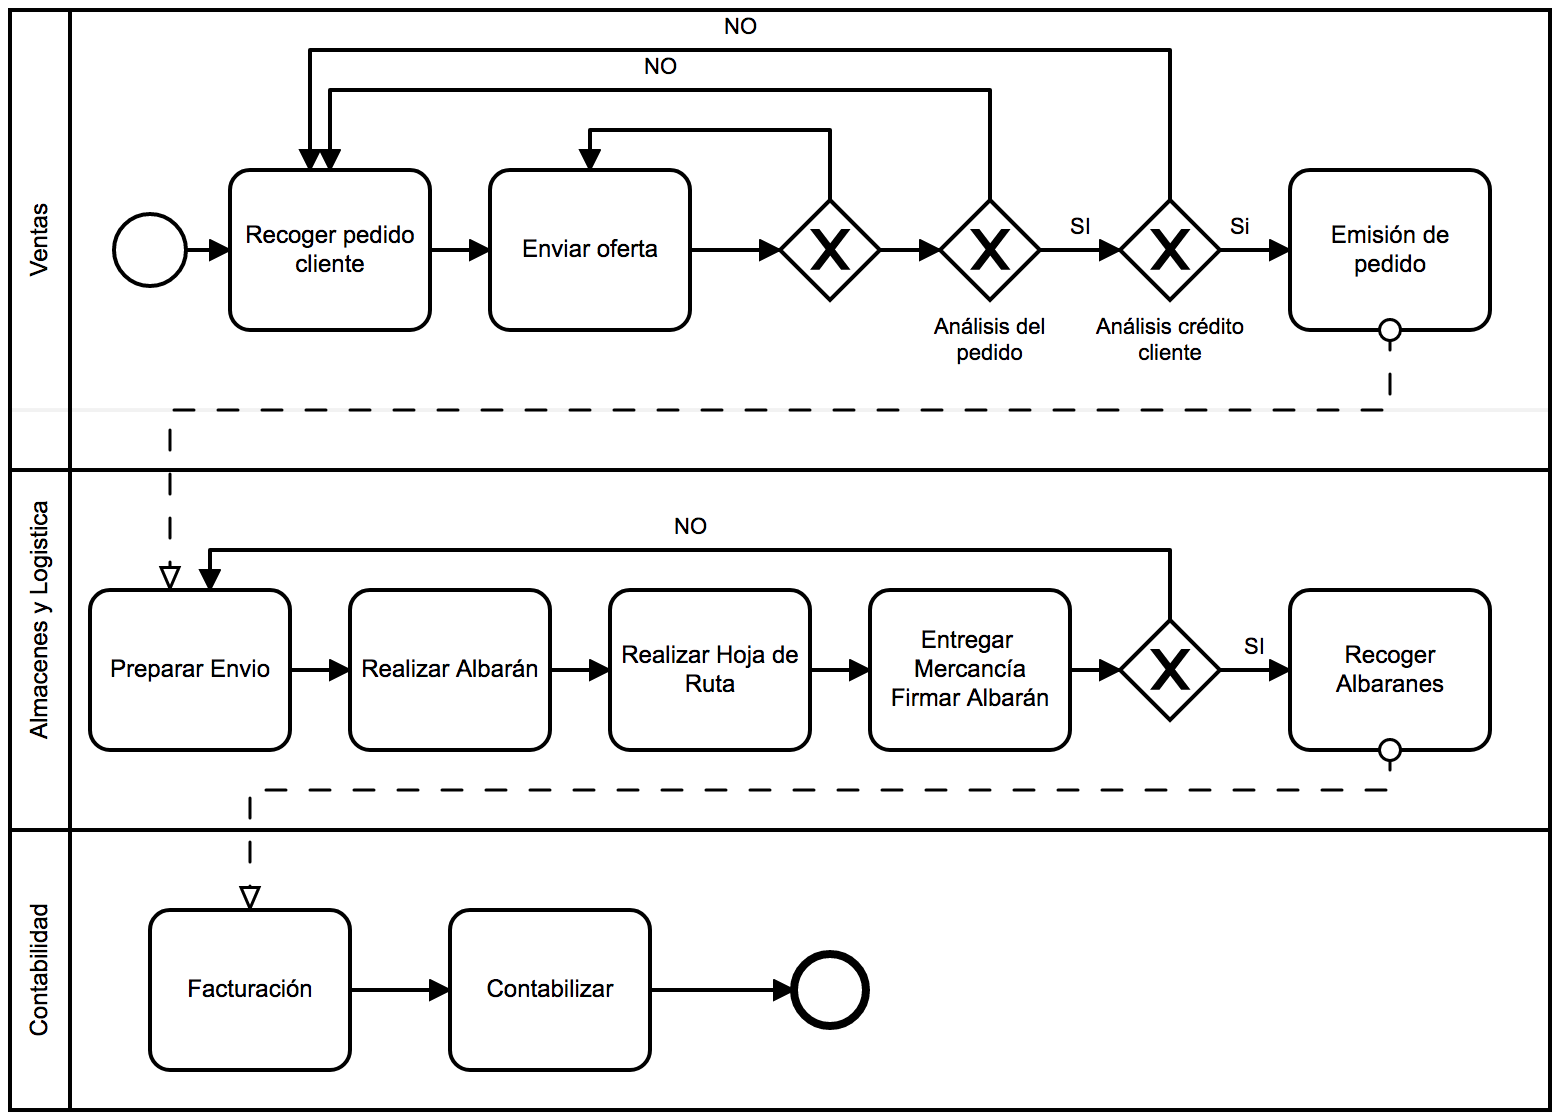 NO
NO
Ventas
Recoger pedido
cliente
Enviar oferta
X
X
SI
X
Si
Emisión de
pedido
Análisis del
pedido
Análisis crédito
cliente
Almacenes y Logistica
NO
Preparar Envio
Realizar Albarán
Realizar Hoja de
Ruta
Entregar
Mercancía
Firmar Albarán
X
SI
Recoger
Albaranes
Contabilidad
Facturación
Contabilizar